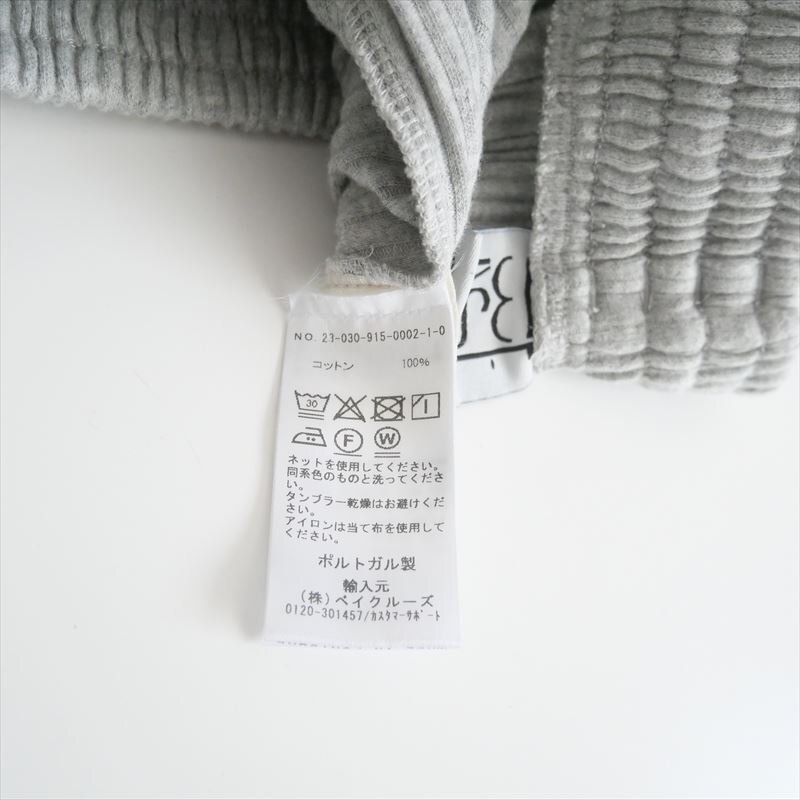 NO. 23-030-915-0002-1-0
コットン 100%
30
F W
ネットを使用してください。
同系色のものと洗ってくださ
い。
タンブラー乾燥はお避けくだ
さい。
アイロンは当て布を使用して
ください。
ポルトガル製
輸入元
(株)ベイクルーズ
0120-301457/カスタマーサポート